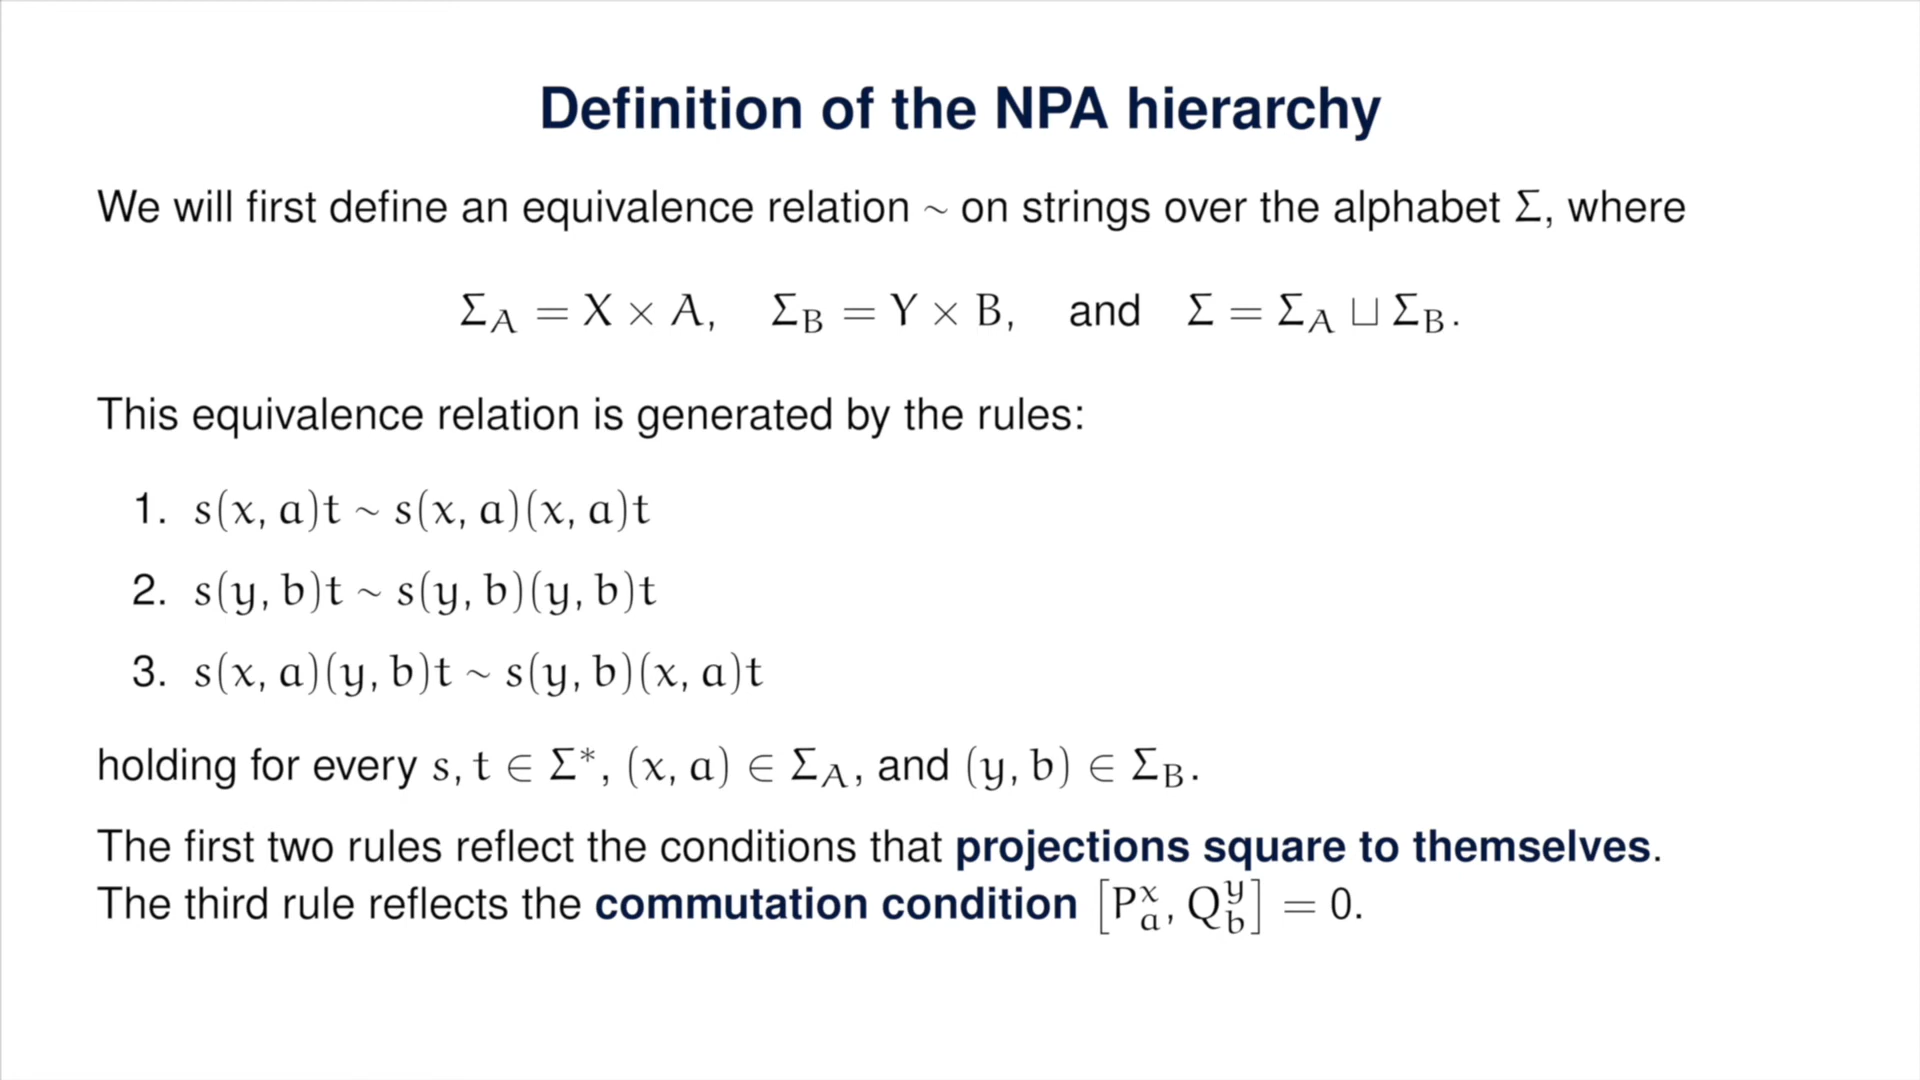 Definition of the NPA hierarchy
We will first define an equivalence relation ~ on strings over the alphabet Σ, where
Σ_A = X × A, Σ_B = Y × B, and Σ = Σ_A ⊔ Σ_B.
This equivalence relation is generated by the rules:
1. s(x, a)t ~ s(x, a)(x, a)t
2. s(y, b)t ~ s(y, b)(y, b)t
3. s(x, a)(y, b)t ~ s(y, b)(x, a)t
holding for every s, t ∈ Σ*, (x, a) ∈ Σ_A, and (y, b) ∈ Σ_B.
The first two rules reflect the conditions that projections square to themselves.
The third rule reflects the commutation condition [P_a^x, Q_b^y] = 0.